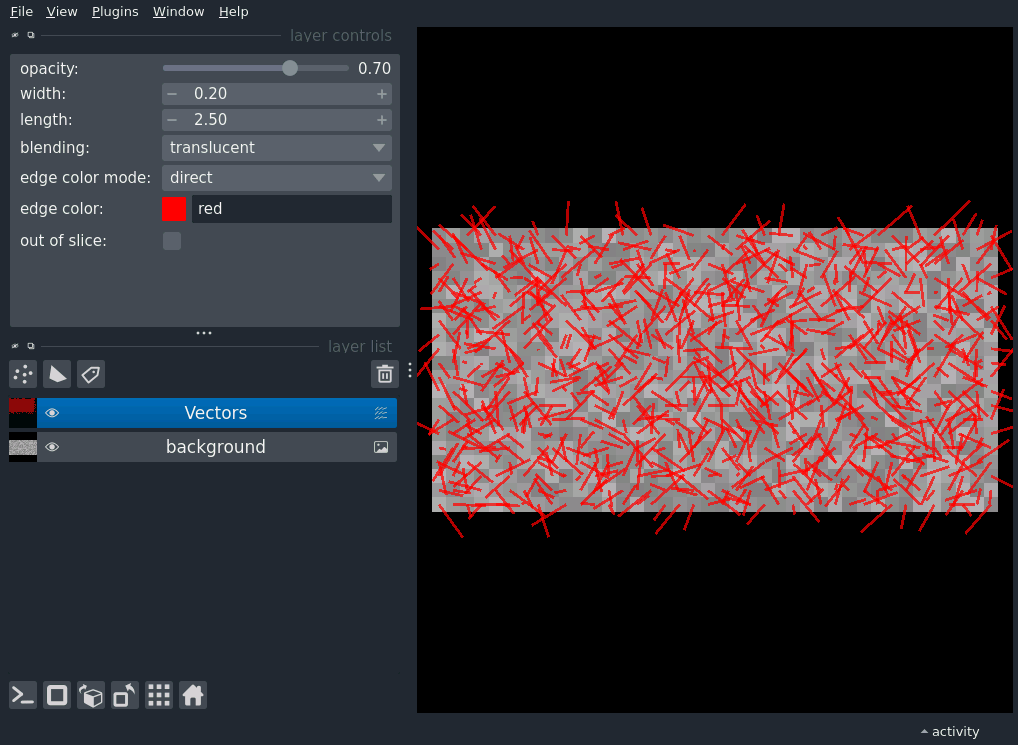 File View Plugins Window Help
layer controls
opacity: 0.70
width: 0.20
length: 2.50
blending: translucent
edge color mode: direct
edge color: red
out of slice:
layer list
Vectors
background
activity